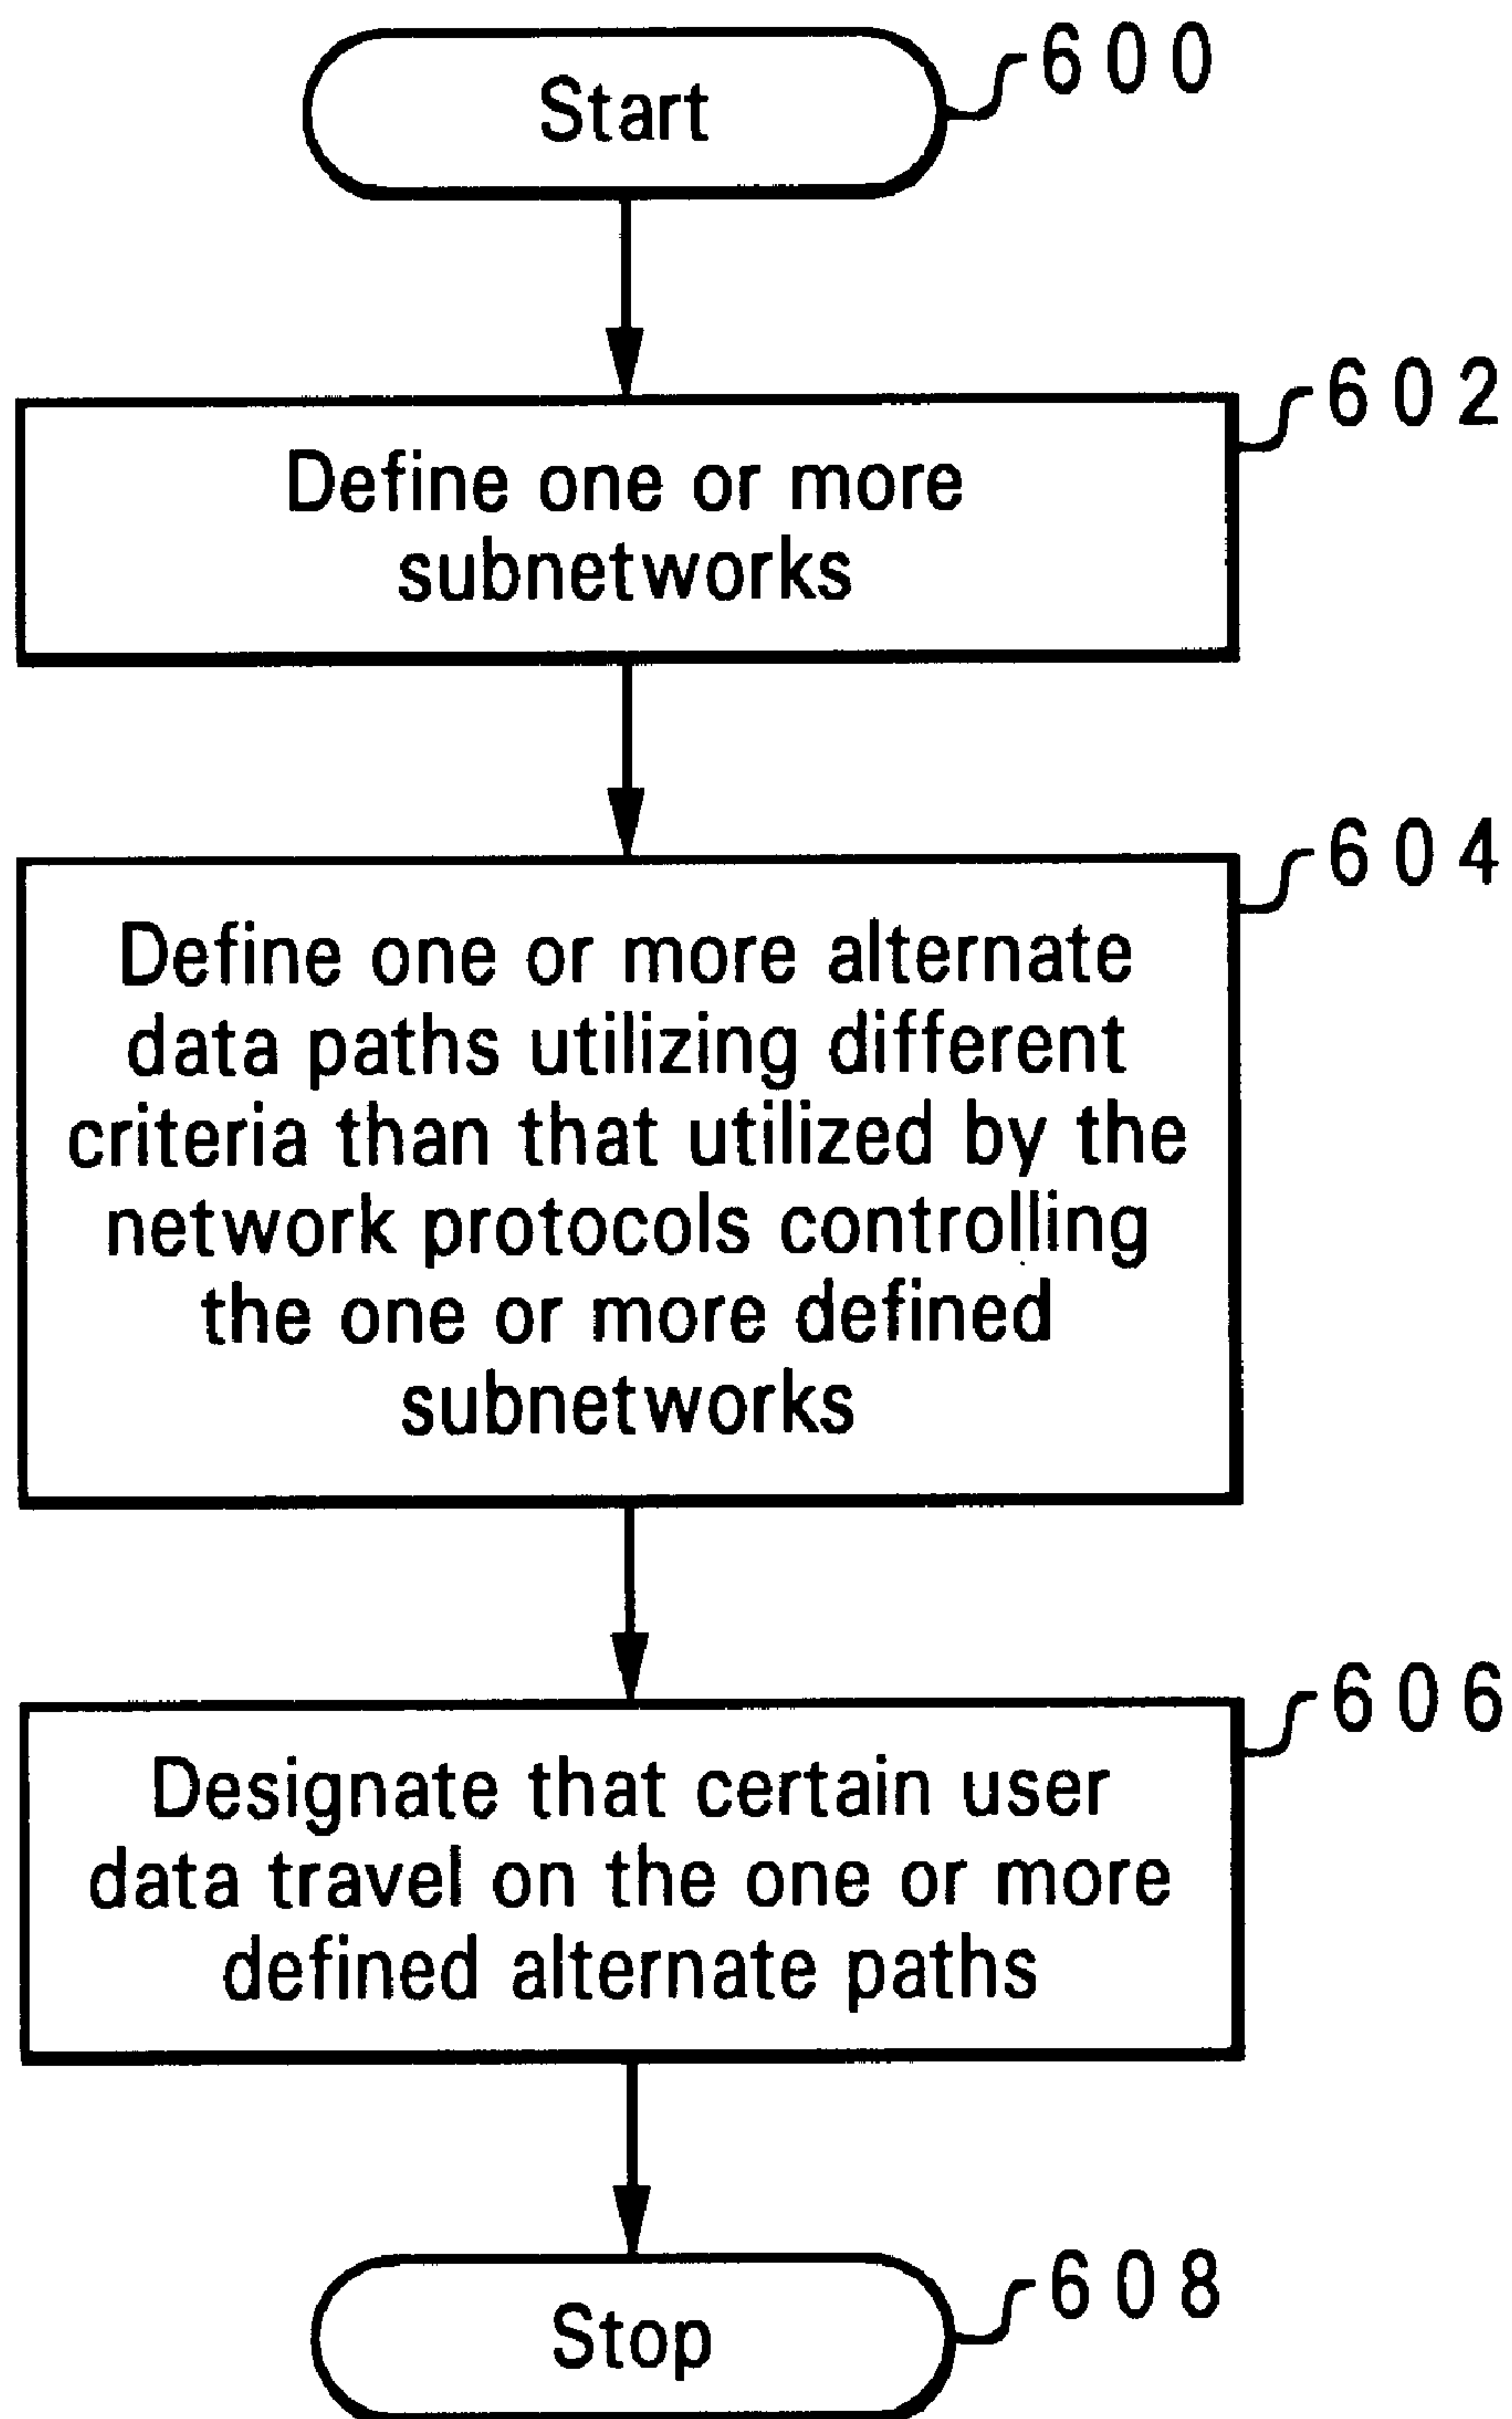 Start
600
602
Define one or more
subnetworks
604
Define one or more alternate
data paths utilizing different
criteria than that utilized by the
network protocols controlling
the one or more defined
subnetworks
606
Designate that certain user
data travel on the one or more
defined alternate paths
608
Stop